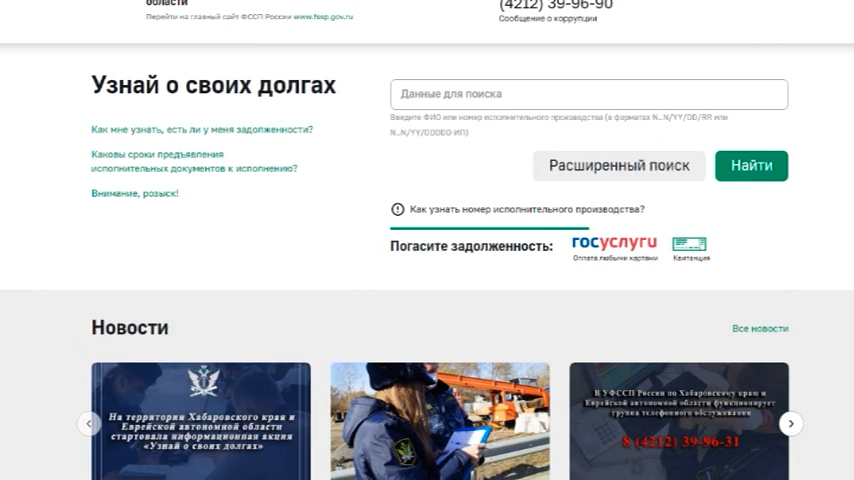 области
Перейти на главный сайт ФССП России www.fssp.gov.ru
(4212) 39-96-90
Сообщение о коррупции
Узнай о своих долгах
Как мне узнать, есть ли у меня задолженности?
Каковы сроки предъявления
исполнительных документов к исполнению?
Внимание, розыск!
Данные для поиска
Введите ФИО или номер исполнительного производства (в форматах N...N/YY/DD/RR или
N...N/YY/DDDDD-ИП)
Расширенный поиск
Найти
Как узнать номер исполнительного производства?
Погасите задолженность:
госуслуги
Оплата любыми картами
Квитанция
Новости
Все новости
На территории Хабаровского края и
Еврейской автономной области
стартовала информационная акция
«Узнай о своих долгах»
В УФССП России по Хабаровскому краю и
Еврейской автономной области функционирует
группа телефонного обслуживания
8 (4212) 39-96-31